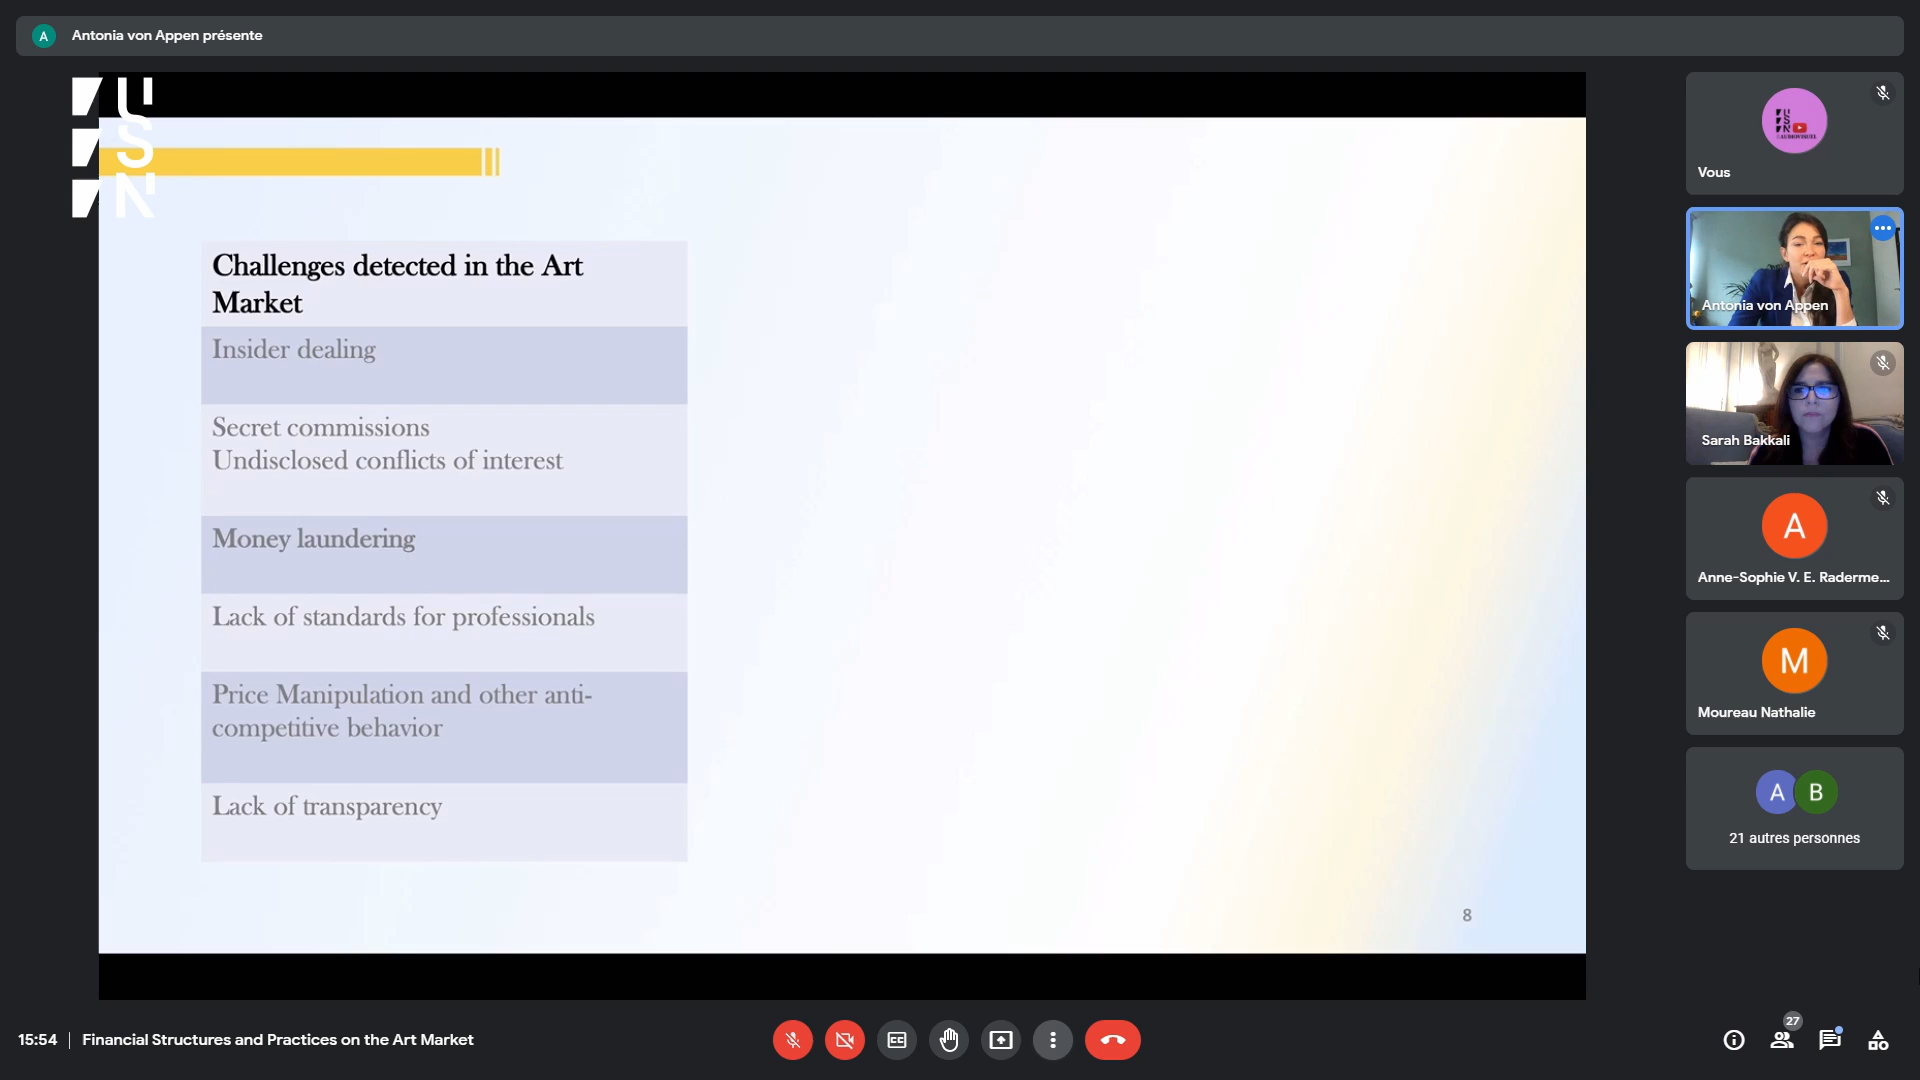 A
Antonia von Appen présente
USN
Challenges detected in the Art
Market
Insider dealing
Secret commissions
Undisclosed conflicts of interest
Money laundering
Lack of standards for professionals
Price Manipulation and other anti-
competitive behavior
Lack of transparency
8
Vous
Antonia von Appen
Sarah Bakkali
A
Anne-Sophie V. E. Raderme...
M
Moureau Nathalie
A B
21 autres personnes
15:54 | Financial Structures and Practices on the Art Market
CC
27